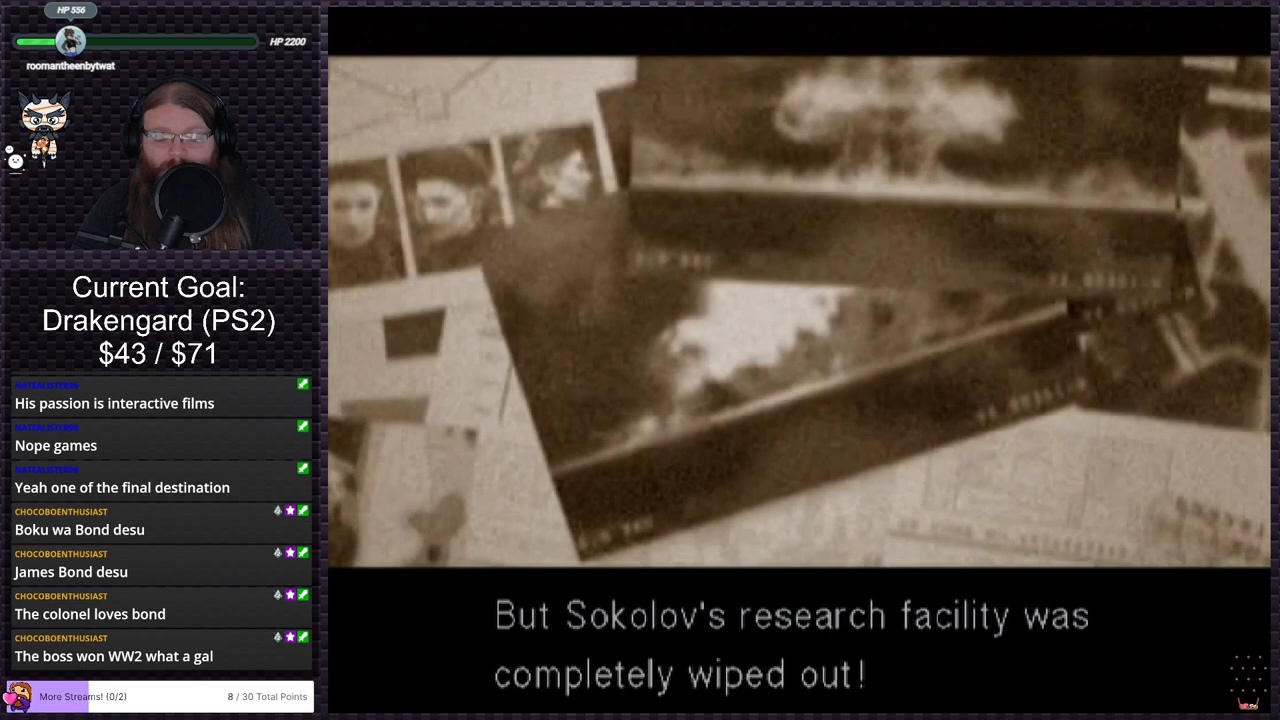 HP 556
HP 2200
roomantheenbytwat
Current Goal:
Drakengard (PS2)
$43 / $71
His passion is interactive films
Nope games
Yeah one of the final destination
CHOCOBOENTHUSIAST
Boku wa Bond desu
CHOCOBOENTHUSIAST
James Bond desu
CHOCOBOENTHUSIAST
The colonel loves bond
CHOCOBOENTHUSIAST
The boss won WW2 what a gal
More Streams! (0/2)
8 / 30 Total Points
But Sokolov's research facility was
completely wiped out!